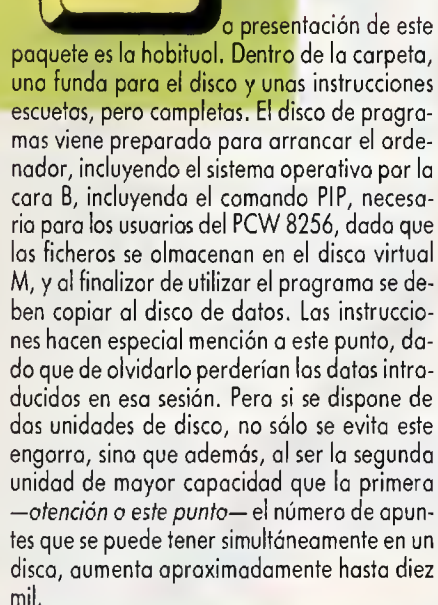 a presentación de este
paquete es la habitual. Dentro de la carpeta,
una funda para el disco y unas instrucciones
escuetas, pero completas. El disco de progra-
mas viene preparado para arrancar el orde-
nador, incluyendo el sistema operativo por la
cara B, incluyendo el comando PIP, necesa-
rio para los usuarios del PCW 8256, dado que
los ficheros se almacenan en el disco virtual
M, y al finalizar de utilizar el programa se de-
ben copiar al disco de datos. Las instruccio-
nes hacen especial mención a este punto, da-
do que de olvidarlo perderían los datos intro-
ducidos en esa sesión. Pero si se dispone de
dos unidades de disco, no sólo se evita este
engorro, sino que además, al ser la segunda
unidad de mayor capacidad que la primera
—atención a este punto— el número de apun-
tes que se puede tener simultáneamente en un
disco, aumenta aproximadamente hasta diez
mil.